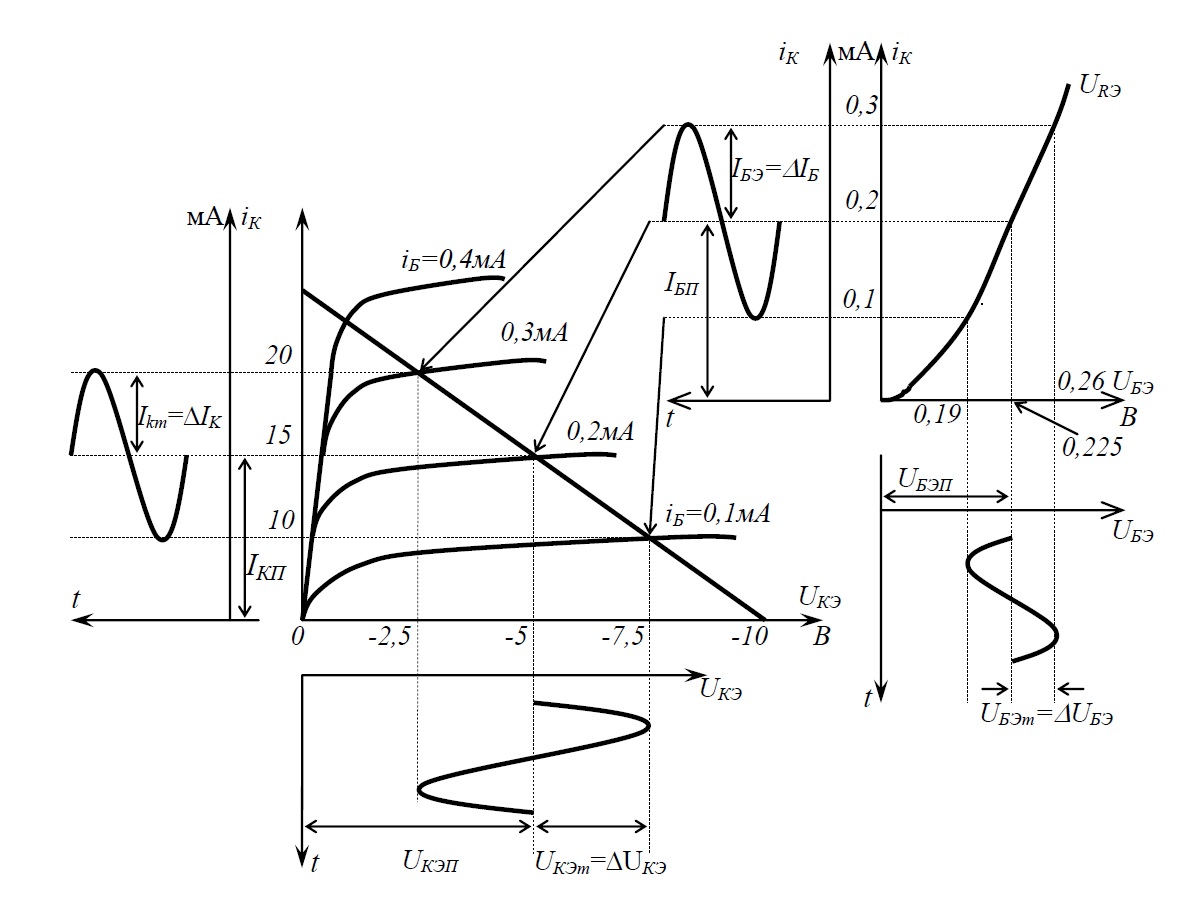 iК мА iК
URЭ
0,3
IБЭ=ΔIБ
0,2
мА iК
iБ=0,4мА
IБП
0,1
0,3мА
20
0,26 UБЭ
t
0,19
В
Ikm=ΔIК
15
0,2мА
0,225
UБЭП
10
iБ=0,1мА
UБЭ
IКП
t
UКЭ
0
-2,5
-5
-7,5
-10
В
UКЭ
t
UБЭm=ΔUБЭ
t
UКЭП
UКЭm=ΔUКЭ